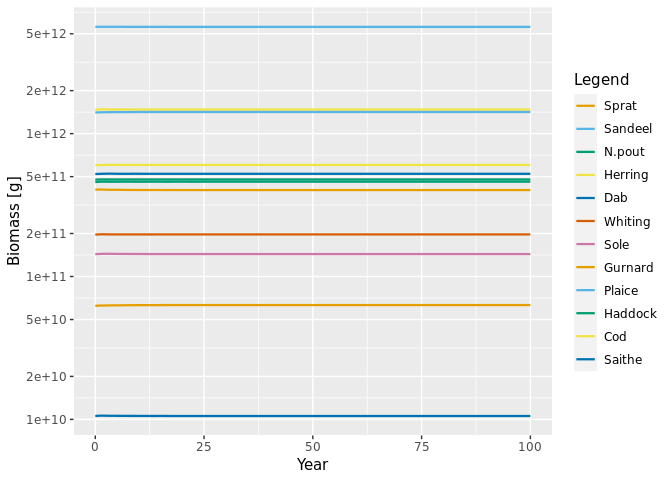 5e+12
2e+12
1e+12
5e+11
2e+11
1e+11
5e+10
2e+10
1e+10
Biomass [g]
0 25 50 75 100
Year
Legend
Sprat
Sandeel
N.pout
Herring
Dab
Whiting
Sole
Gurnard
Plaice
Haddock
Cod
Saithe